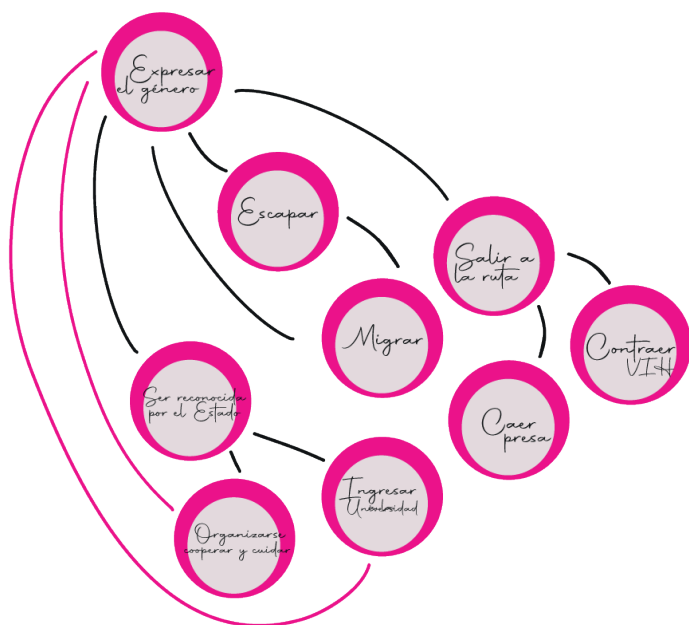 Expresar
el género
Escapar
Salir a
la ruta
Migrar
Contraer
VIH
Ser reconocida
por el Estado
Caer
presa
Ingresar
Universidad
Organizarse
cooperar y cuidar